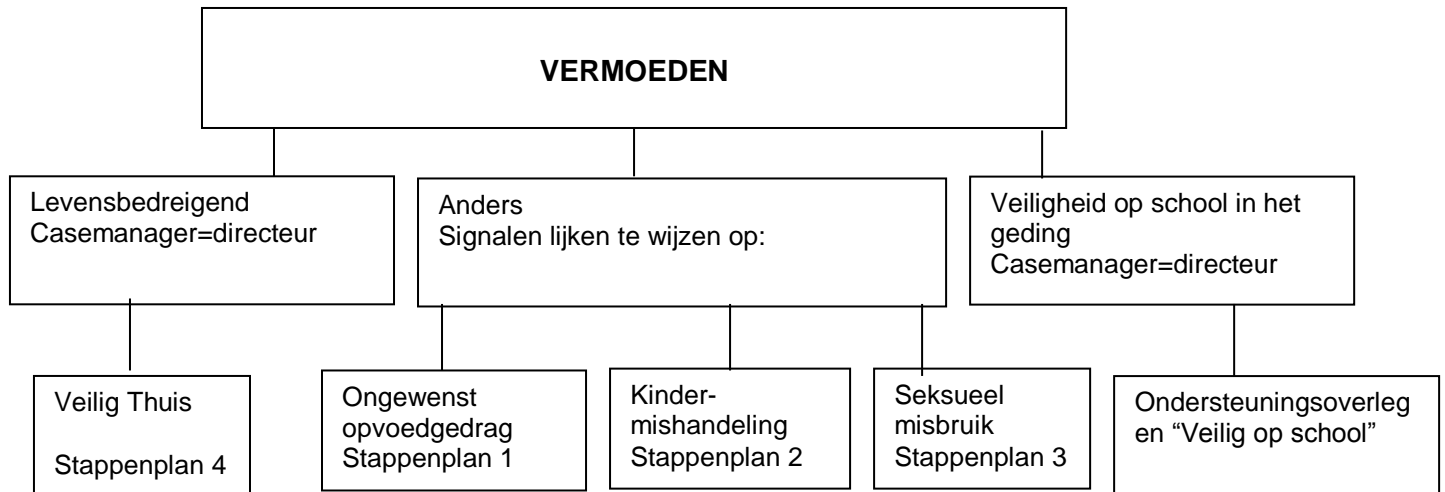 VERMOEDEN
Levensbedreigend
Casemanager=directeur
Anders
Signalen lijken te wijzen op:
Veiligheid op school in het
geding
Casemanager=directeur
Veilig Thuis
Stappenplan 4
Ongewenst
opvoedgedrag
Stappenplan 1
Kinder-
mishandeling
Stappenplan 2
Seksueel
misbruik
Stappenplan 3
Ondersteuningsoverleg
en “Veilig op school”